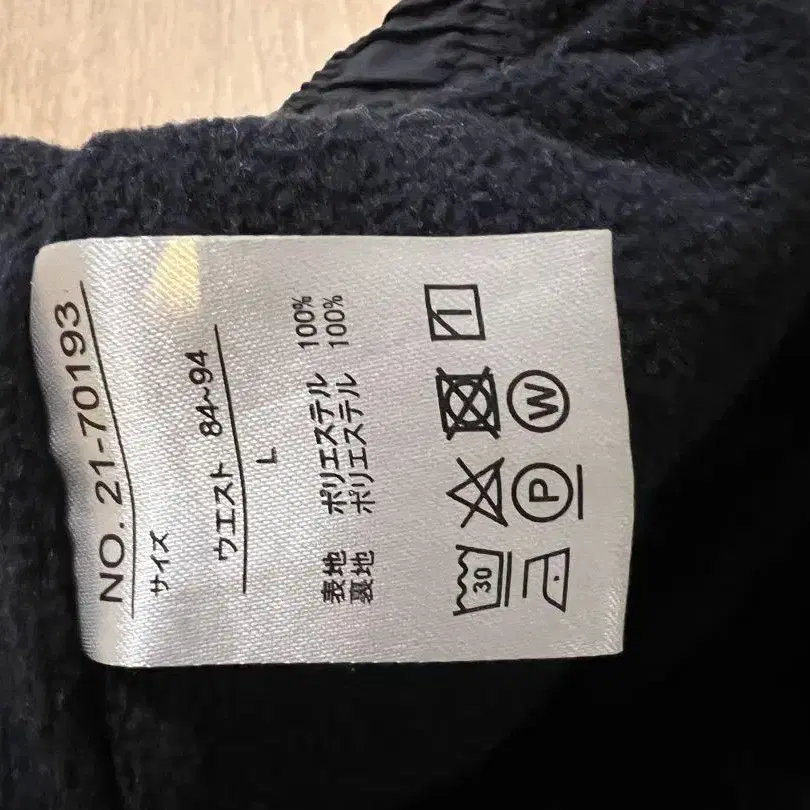 NO. 21-70193
サイズ
ウエスト 84~94
L
表地 ポリエステル 100%
裏地 ポリエステル 100%
30
P W